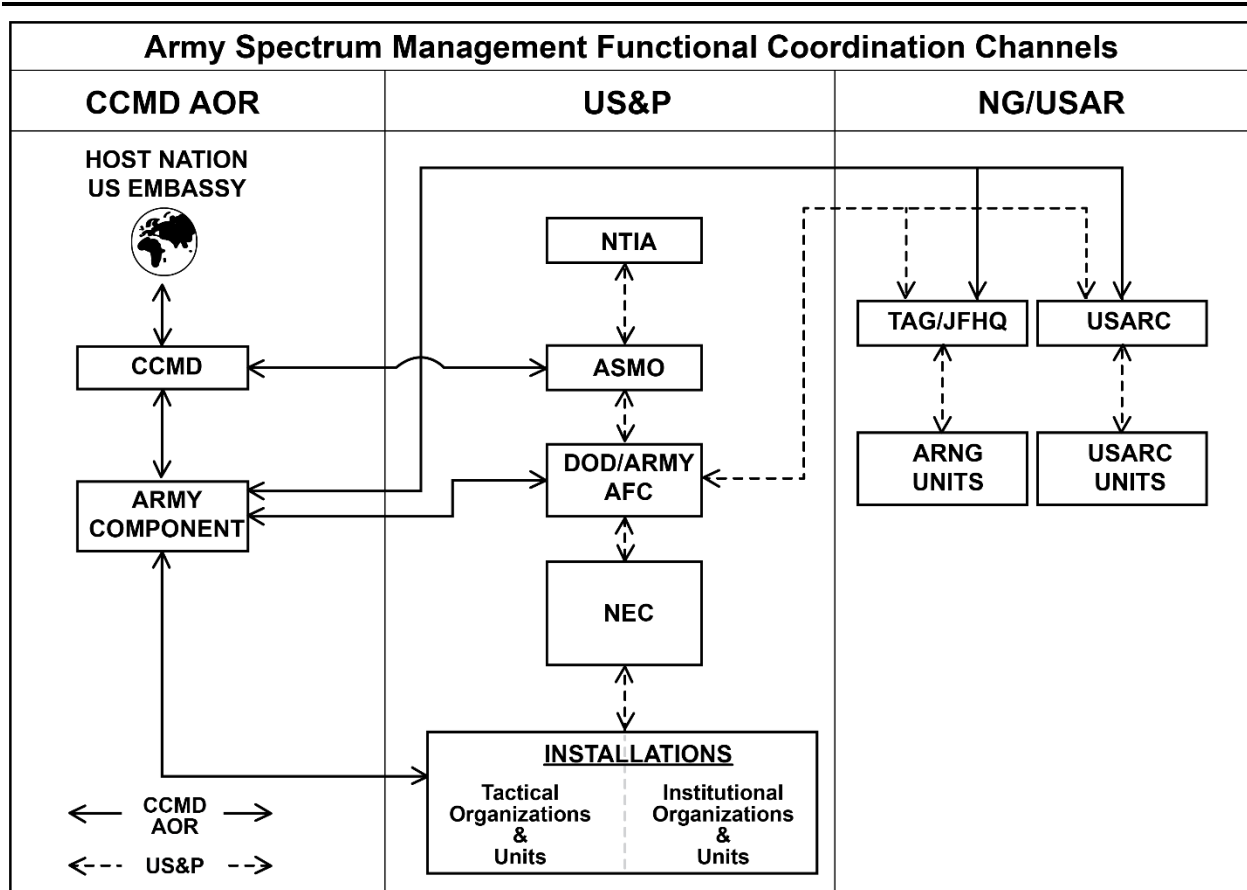 Army Spectrum Management Functional Coordination Channels
CCMD AOR
US&P
NG/USAR
HOST NATION
US EMBASSY
CCMD
ARMY
COMPONENT
CCMD
AOR
US&P
NTIA
ASMO
DOD/ARMY
AFC
NEC
INSTALLATIONS
Tactical
Organizations
&
Units
Institutional
Organizations
&
Units
TAG/JFHQ
USARC
ARNG
UNITS
USARC
UNITS